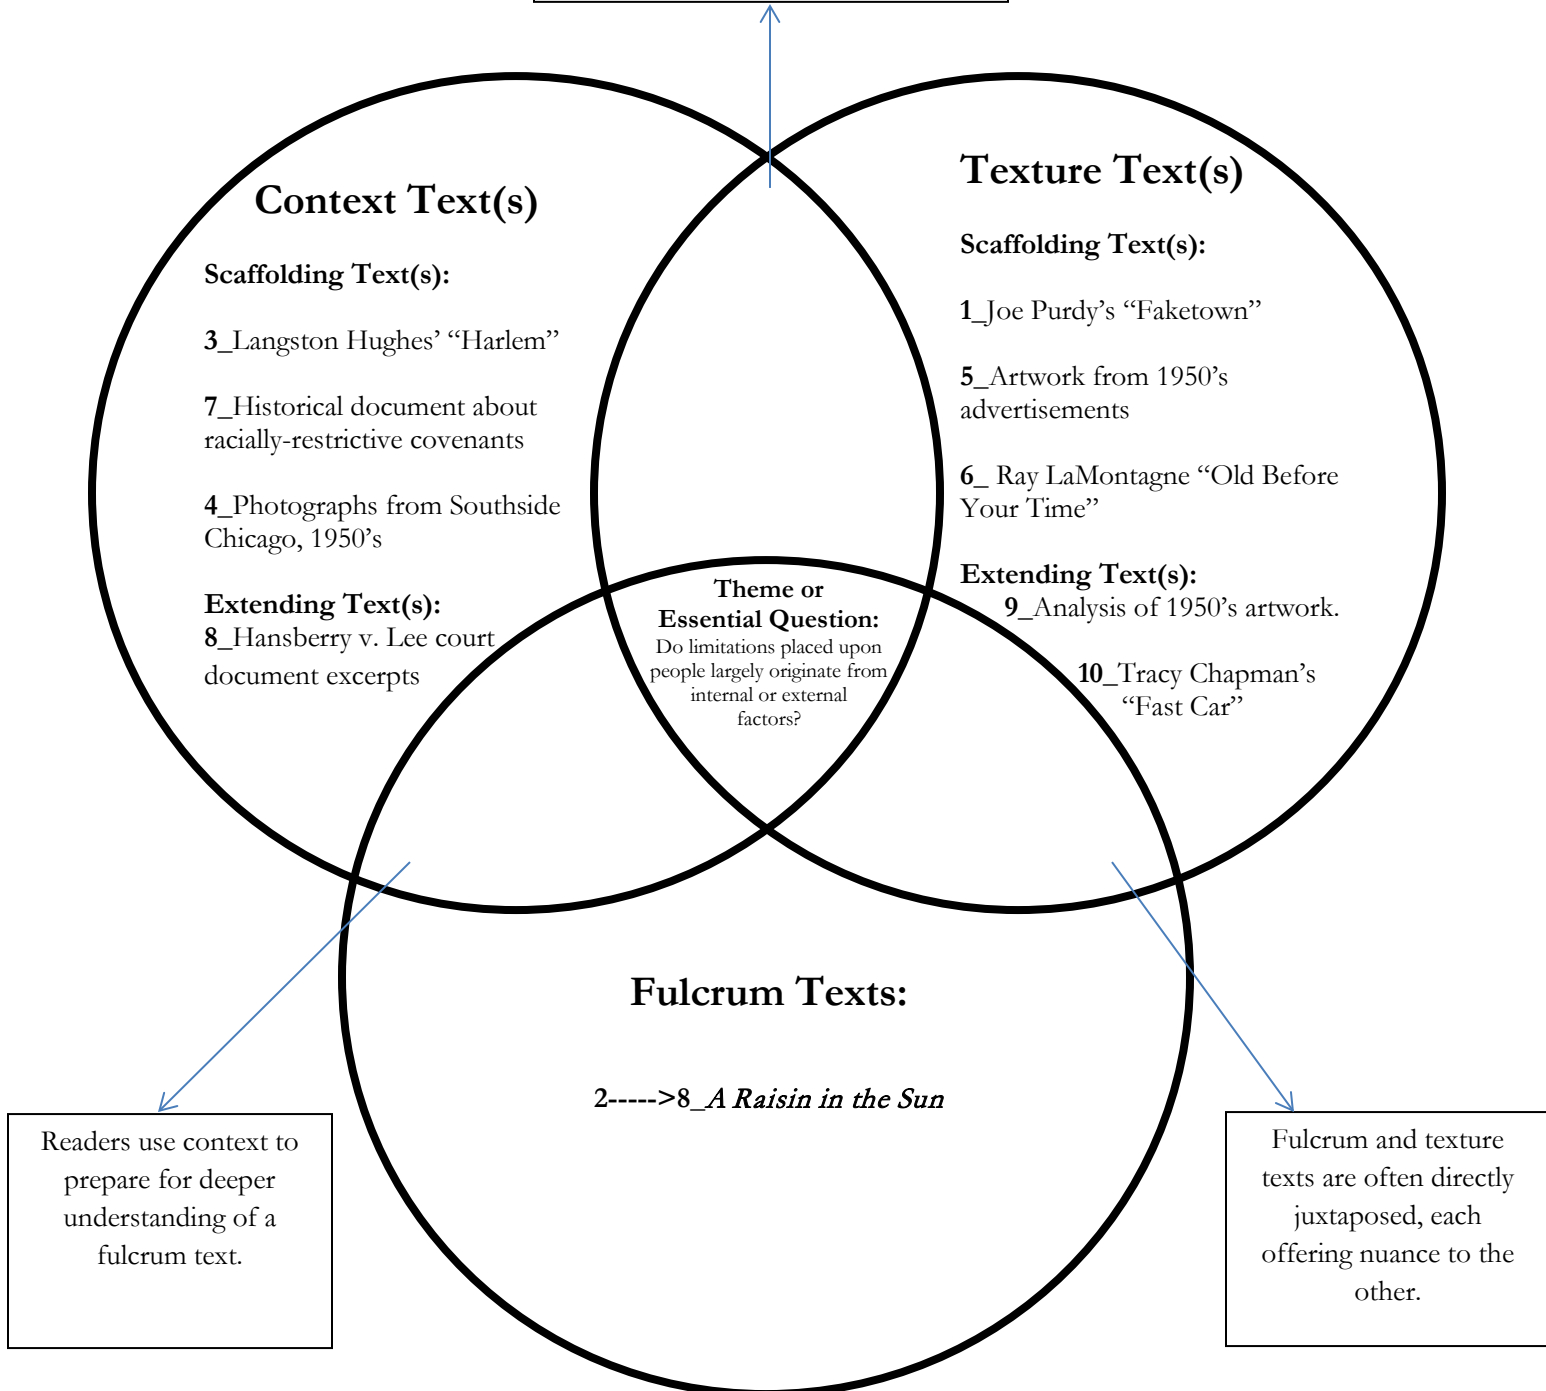 Context Text(s)
Scaffolding Text(s):
3_Langston Hughes’ “Harlem”
7_Historical document about
racially-restrictive covenants
4_Photographs from Southside
Chicago, 1950’s
Extending Text(s):
8_Hansberry v. Lee court
document excerpts
Texture Text(s)
Scaffolding Text(s):
1_Joe Purdy’s “Faketown”
5_Artwork from 1950’s
advertisements
6_ Ray LaMontagne “Old Before
Your Time”
Extending Text(s):
9_Analysis of 1950’s artwork.
10_Tracy Chapman’s
“Fast Car”
Theme or
Essential Question:
Do limitations placed upon
people largely originate from
internal or external
factors?
Fulcrum Texts:
2----->8_A Raisin in the Sun
Readers use context to
prepare for deeper
understanding of a
fulcrum text.
Fulcrum and texture
texts are often directly
juxtaposed, each
offering nuance to the
other.